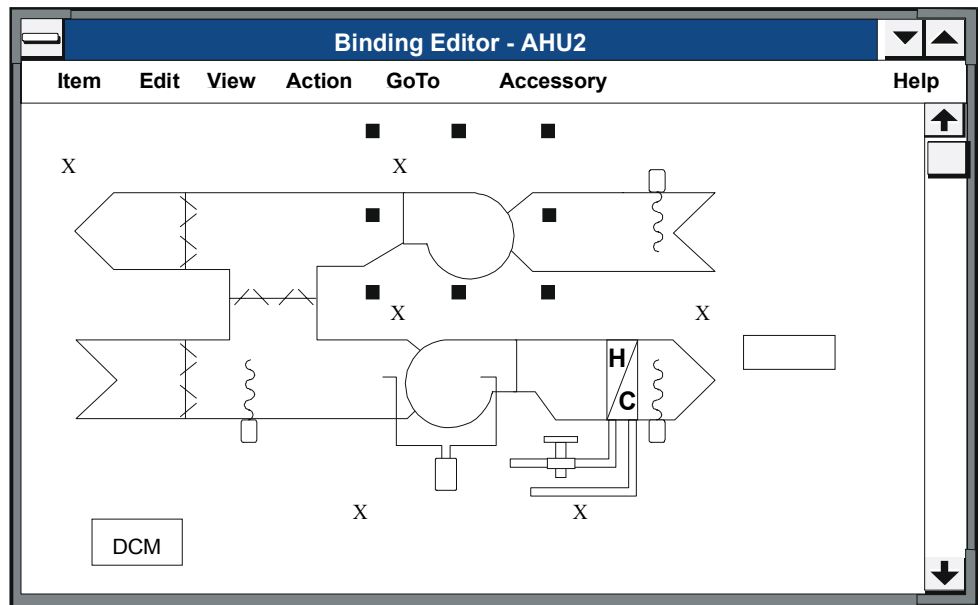 Binding Editor - AHU2
Item Edit View Action GoTo Accessory Help
X X
X X
H
C
X X
DCM